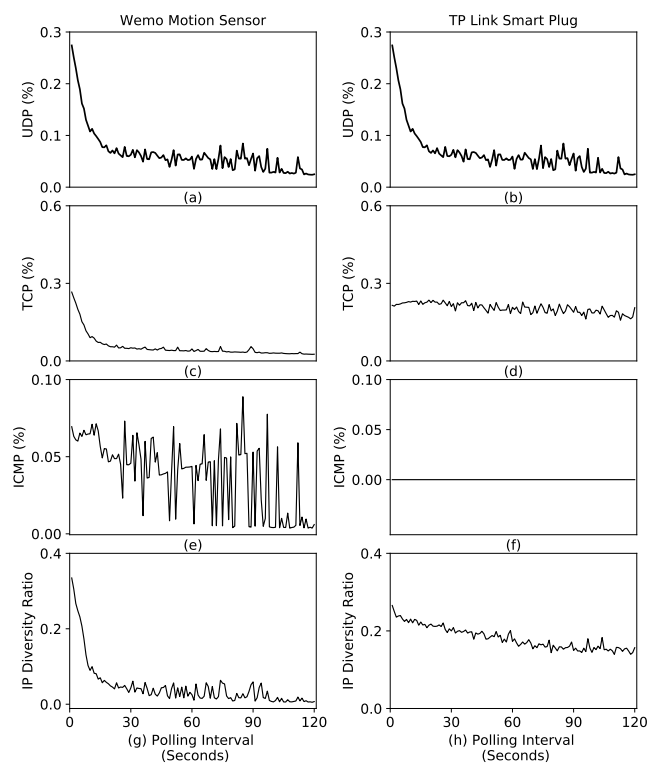 Wemo Motion Sensor
TP Link Smart Plug
0.3
0.2
0.1
0.0
UDP (%)
(a)
0.3
0.2
0.1
0.0
UDP (%)
(b)
0.6
0.3
0.0
TCP (%)
(c)
0.6
0.3
0.0
TCP (%)
(d)
0.10
0.05
0.00
ICMP (%)
(e)
0.10
0.05
0.00
ICMP (%)
(f)
0.4
0.2
0.0
IP Diversity Ratio
0 30 60 90 120
(g) Polling Interval
(Seconds)
0.4
0.2
0.0
IP Diversity Ratio
0 30 60 90 120
(h) Polling Interval
(Seconds)